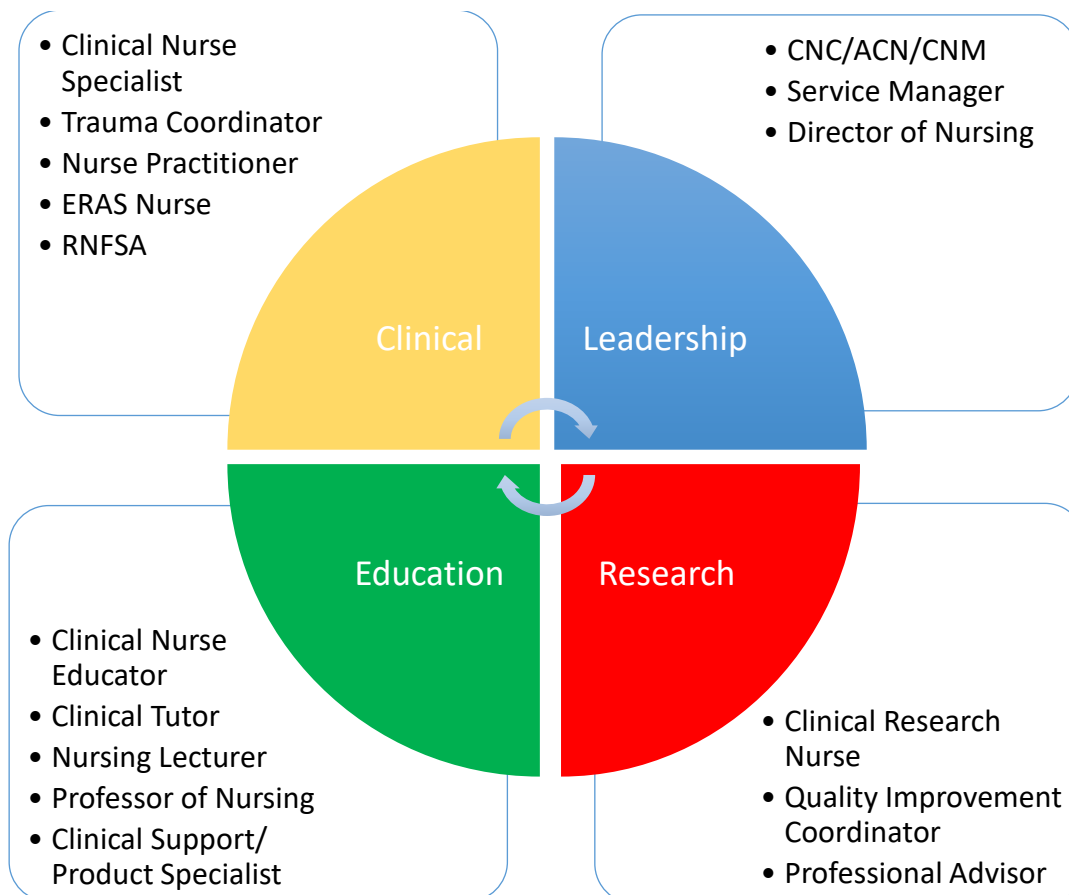 • Clinical Nurse
Specialist
• Trauma Coordinator
• Nurse Practitioner
• ERAS Nurse
• RNFSA
• CNC/ACN/CNM
• Service Manager
• Director of Nursing
Clinical
Leadership
Education
Research
• Clinical Nurse
Educator
• Clinical Tutor
• Nursing Lecturer
• Professor of Nursing
• Clinical Support/
Product Specialist
• Clinical Research
Nurse
• Quality Improvement
Coordinator
• Professional Advisor